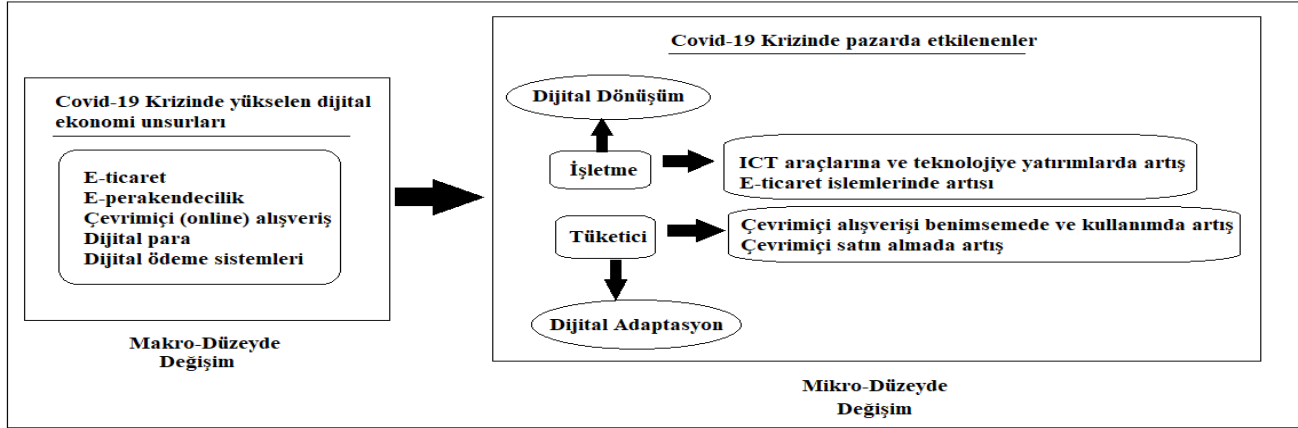 Covid-19 Krizinde yükselen dijital
ekonomi unsurları
E-ticaret
E-perakendecilik
Çevrimiçi (online) alışveriş
Dijital para
Dijital ödeme sistemleri
Makro-Düzeyde
Değişim
Covid-19 Krizinde pazarda etkilenenler
Dijital Dönüşüm
İşletme
ICT araçlarına ve teknolojiye yatırımlarda artış
E-ticaret islemlerinde artısı
Tüketici
Çevrimiçi alışverişi benimsemede ve kullanımda artış
Çevrimiçi satın almada artış
Dijital Adaptasyon
Mikro-Düzeyde
Değişim